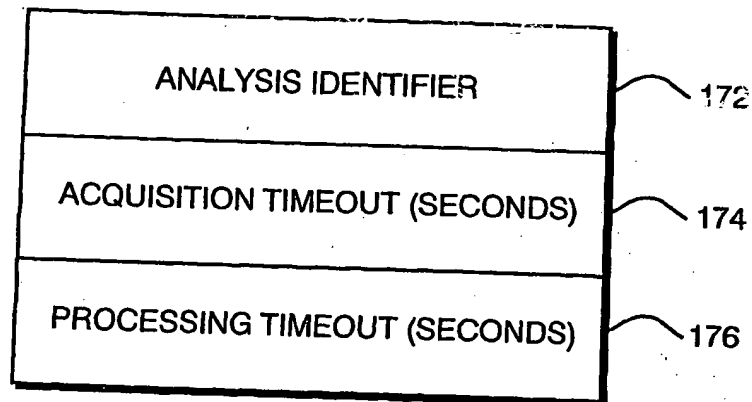 ANALYSIS IDENTIFIER
172
ACQUISITION TIMEOUT (SECONDS)
174
PROCESSING TIMEOUT (SECONDS)
176